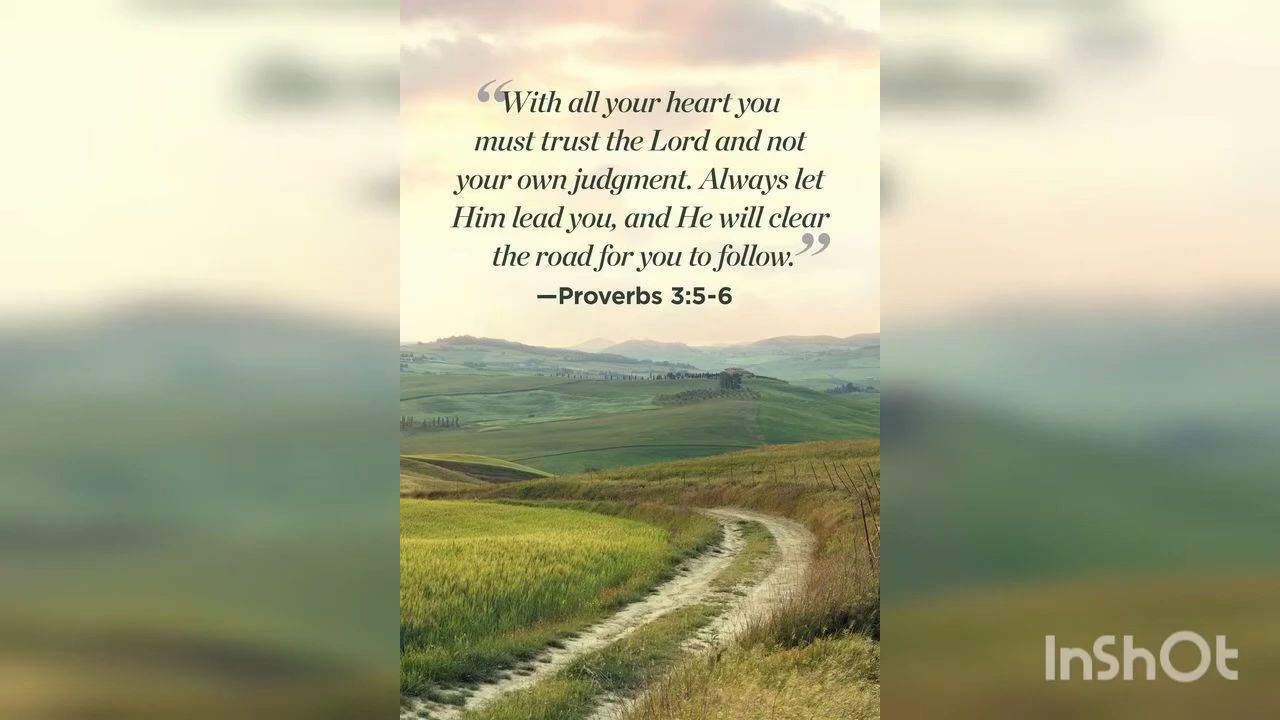 “With all your heart you
must trust the Lord and not
your own judgment. Always let
Him lead you, and He will clear
the road for you to follow.”
—Proverbs 3:5-6
InShOt